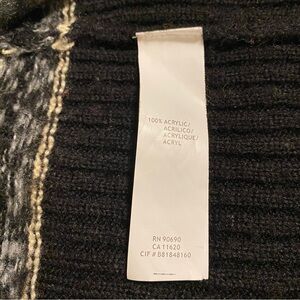 100% ACRYLIC/
ACRILICO/
ACRYLIQUE/
ACRYL
RN 90690
CA 11620
CIF # B81848160